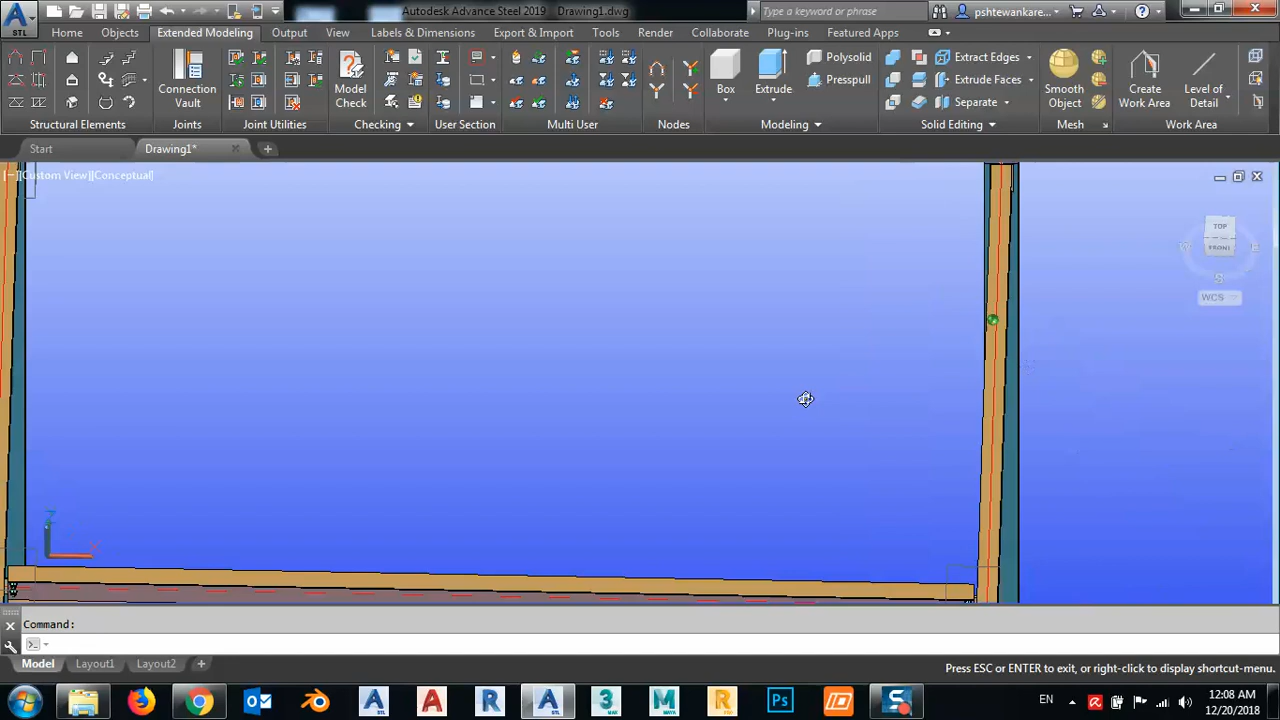 Autodesk Advance Steel 2019 Drawing1.dwg
Type a keyword or phrase
pshtewankare...
STL
Home Objects Extended Modeling Output View Labels & Dimensions Export & Import Tools Render Collaborate Plug-ins Featured Apps
Connection Vault
Model Check
Box
Extrude
Polysolid
Presspull
Extract Edges
Extrude Faces
Separate
Smooth Object
Create Work Area
Level of Detail
Structural Elements Joints Joint Utilities Checking User Section Multi User Nodes Modeling Solid Editing Mesh Work Area
Start Drawing1*
[−][Custom View][Conceptual]
TOP
FRONT
S
WCS
Z
X
Command:
Model Layout1 Layout2
Press ESC or ENTER to exit, or right-click to display shortcut-menu.
EN
12:08 AM
12/20/2018